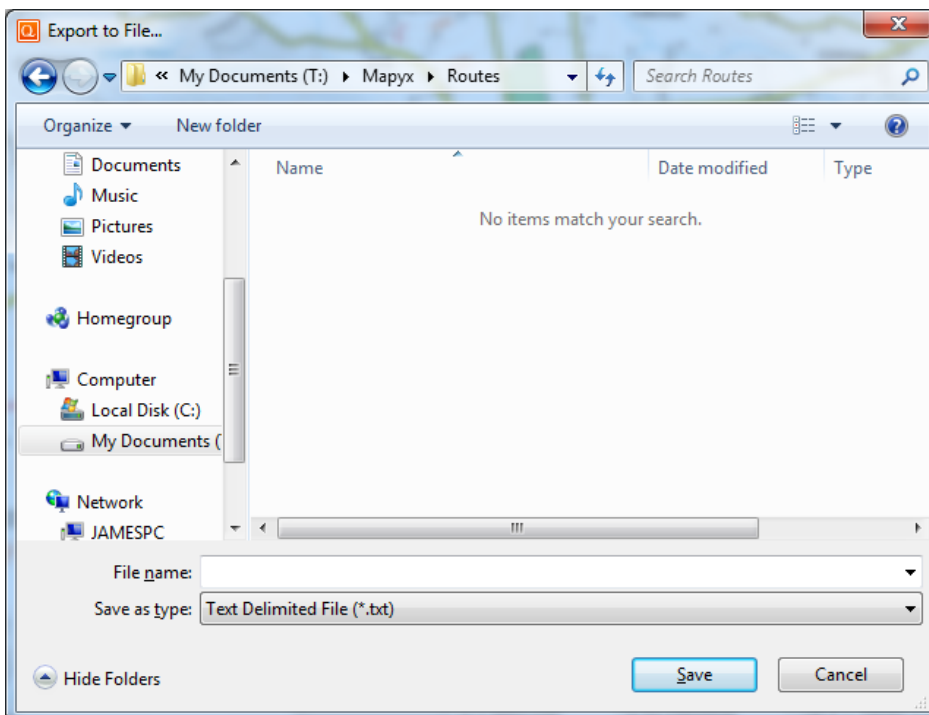 Export to File...
« My Documents (T:) Mapyx Routes Search Routes
Organize New folder
Name Date modified Type
No items match your search.
Documents
Music
Pictures
Videos
Homegroup
Computer
Local Disk (C:)
My Documents (
Network
JAMESPC
File name:
Save as type: Text Delimited File (*.txt)
Hide Folders Save Cancel